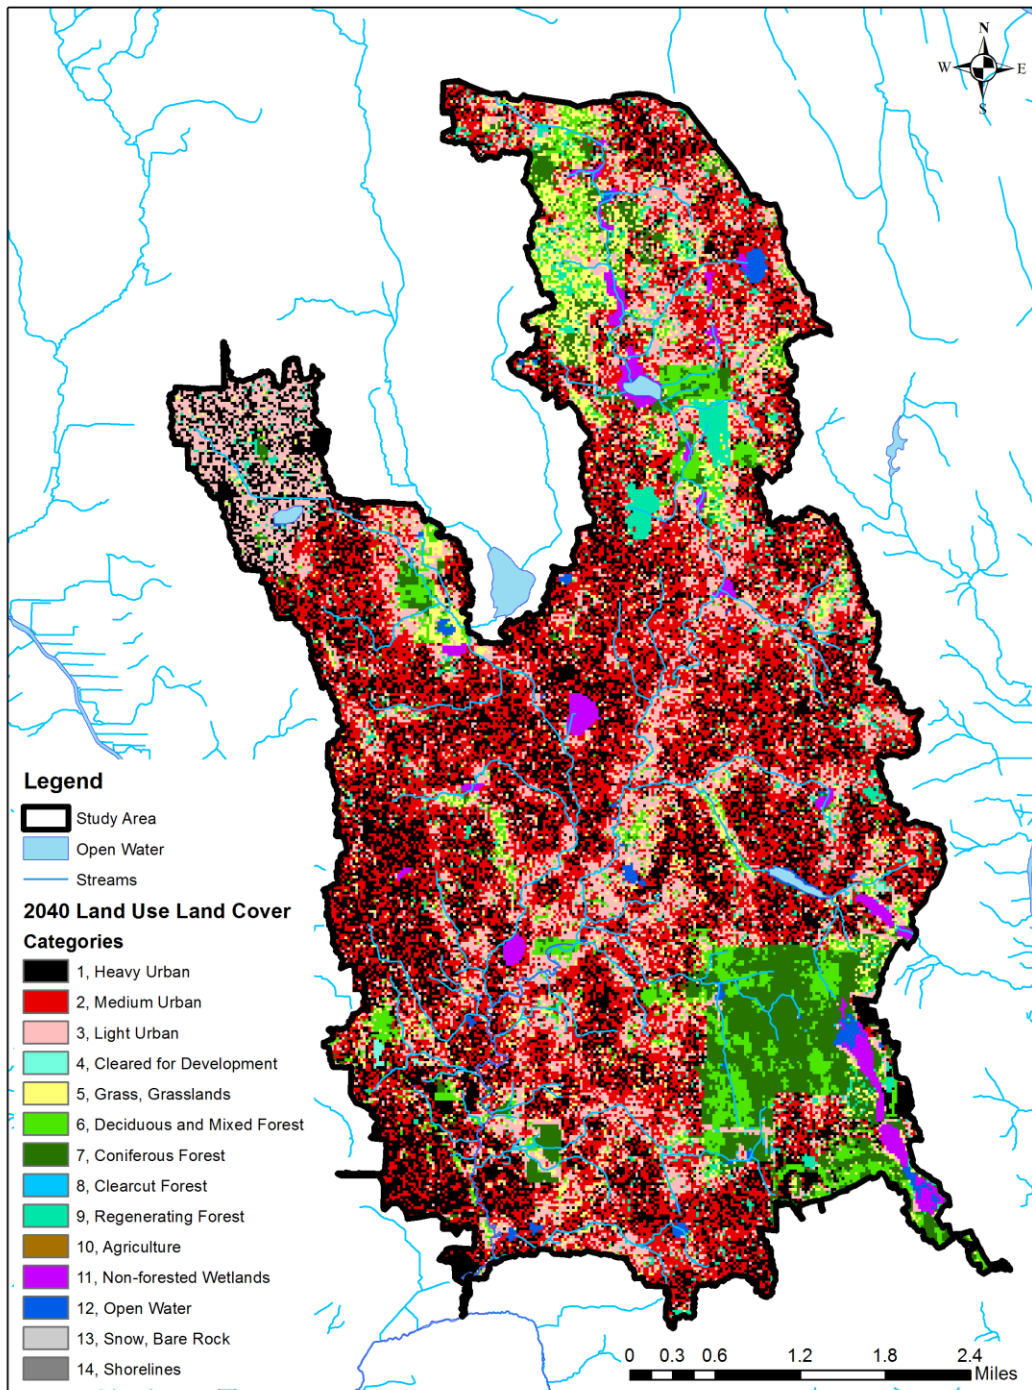 N
W E
S
Legend
Study Area
Open Water
Streams
2040 Land Use Land Cover
Categories
1, Heavy Urban
2, Medium Urban
3, Light Urban
4, Cleared for Development
5, Grass, Grasslands
6, Deciduous and Mixed Forest
7, Coniferous Forest
8, Clearcut Forest
9, Regenerating Forest
10, Agriculture
11, Non-forested Wetlands
12, Open Water
13, Snow, Bare Rock
14, Shorelines
0 0.3 0.6 1.2 1.8 2.4
Miles